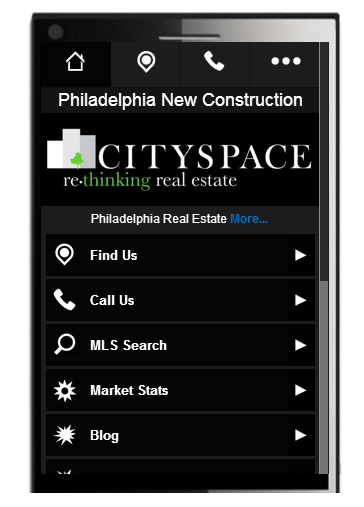 Philadelphia New Construction
CITYSPACE
re·thinking real estate
Philadelphia Real Estate More...
Find Us
Call Us
MLS Search
Market Stats
Blog